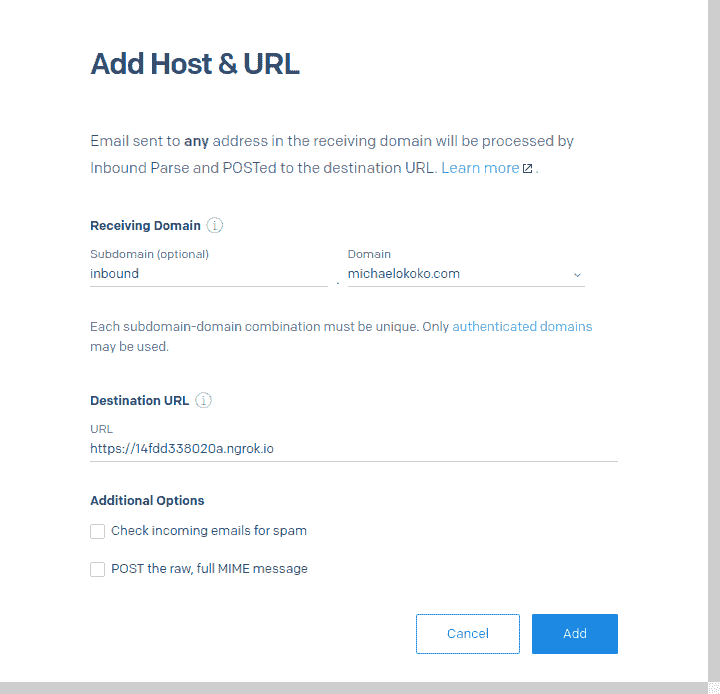 Add Host & URL
Email sent to any address in the receiving domain will be processed by
Inbound Parse and POSTed to the destination URL. Learn more.
Receiving Domain
Subdomain (optional) Domain
inbound . michaelokoko.com
Each subdomain-domain combination must be unique. Only authenticated domains
may be used.
Destination URL
URL
https://14fdd338020a.ngrok.io
Additional Options
Check incoming emails for spam
POST the raw, full MIME message
Cancel Add